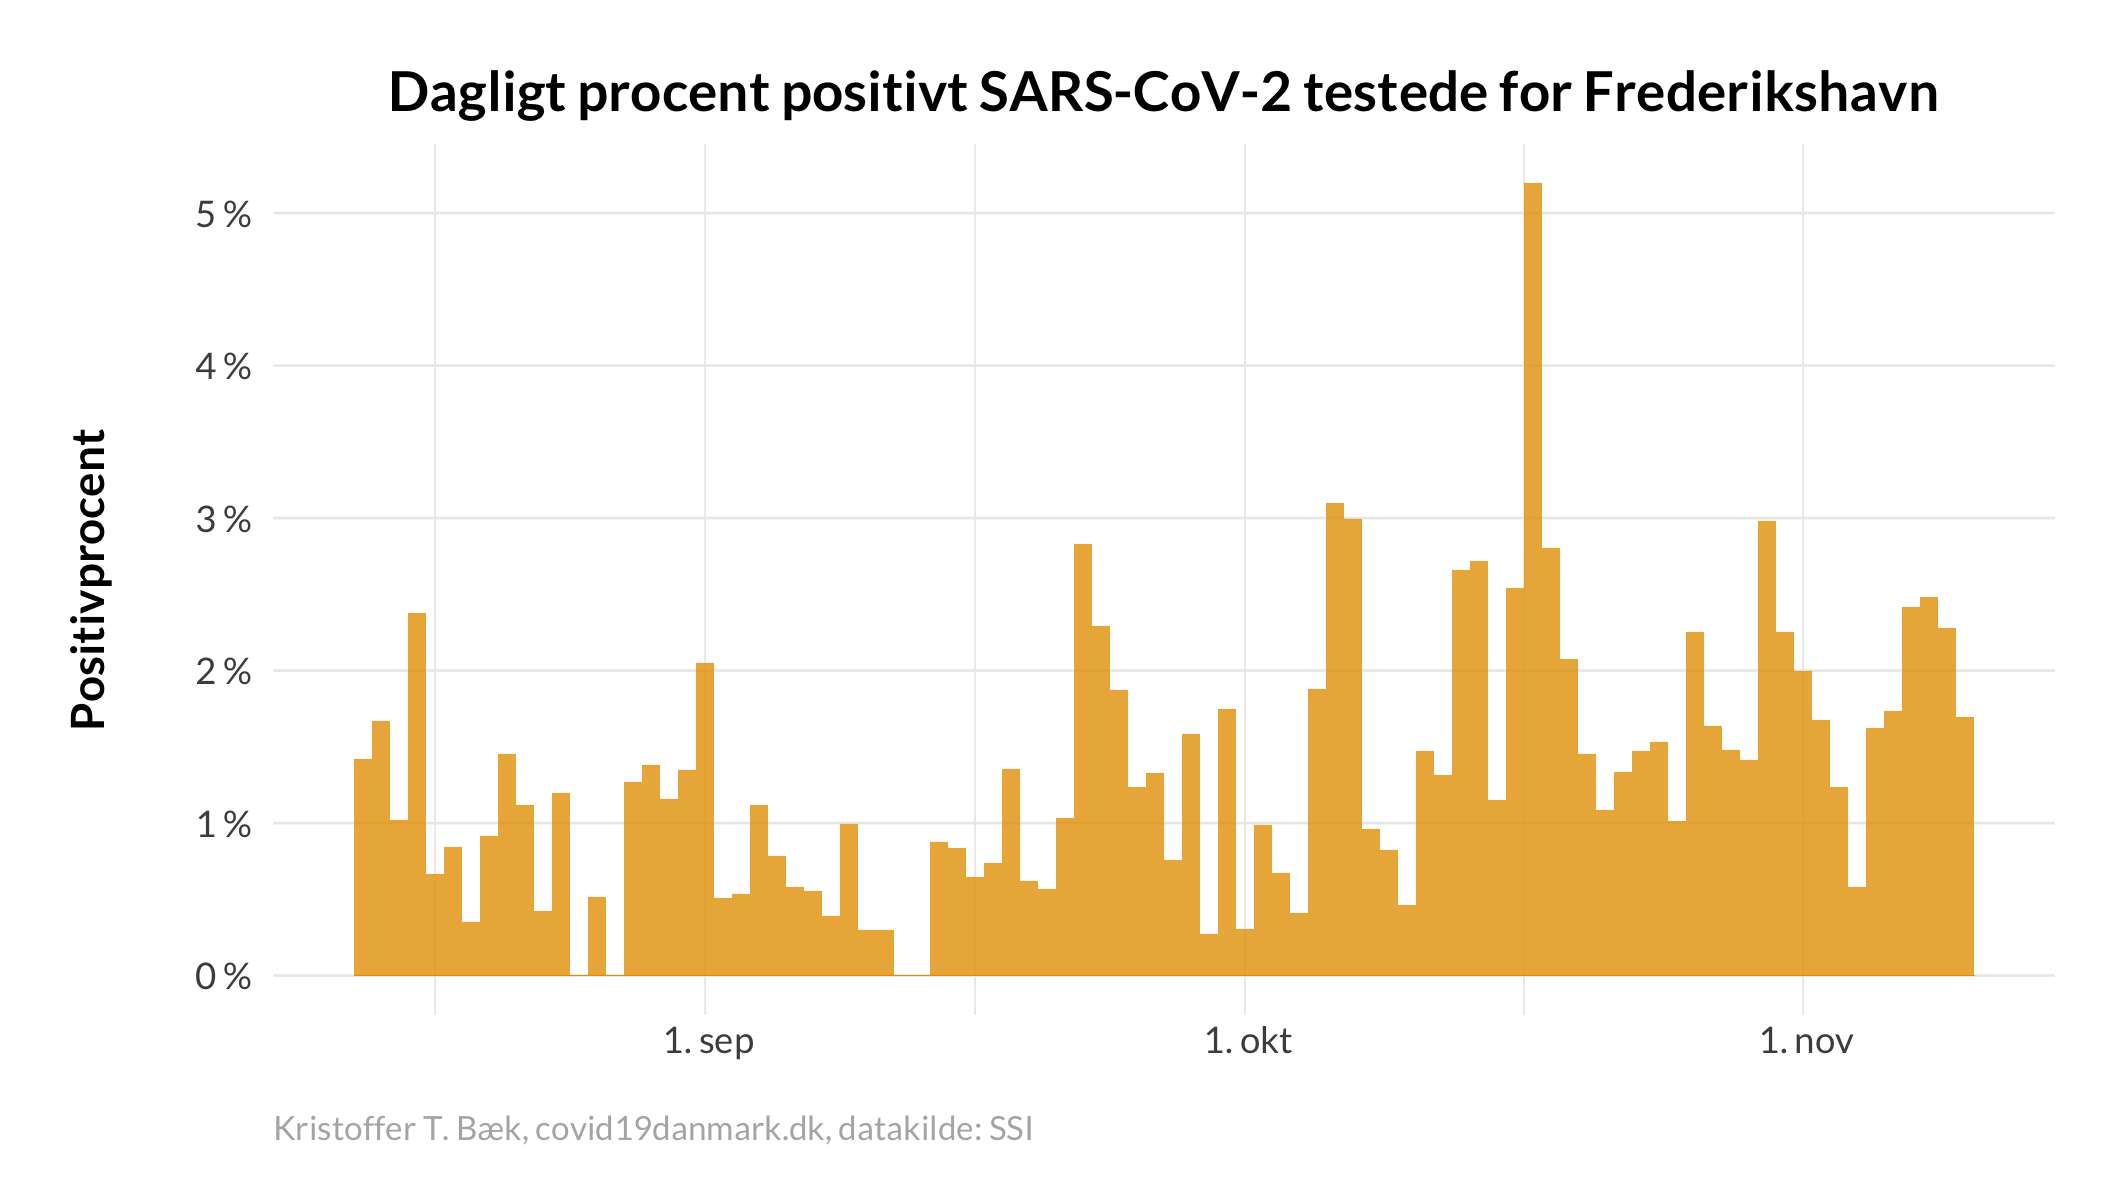 Dagligt procent positivt SARS-CoV-2 testede for Frederikshavn
Positivprocent
5 %
4 %
3 %
2 %
1 %
0 %
1. sep
1. okt
1. nov
Kristoffer T. Bæk, covid19danmark.dk, datakilde: SSI